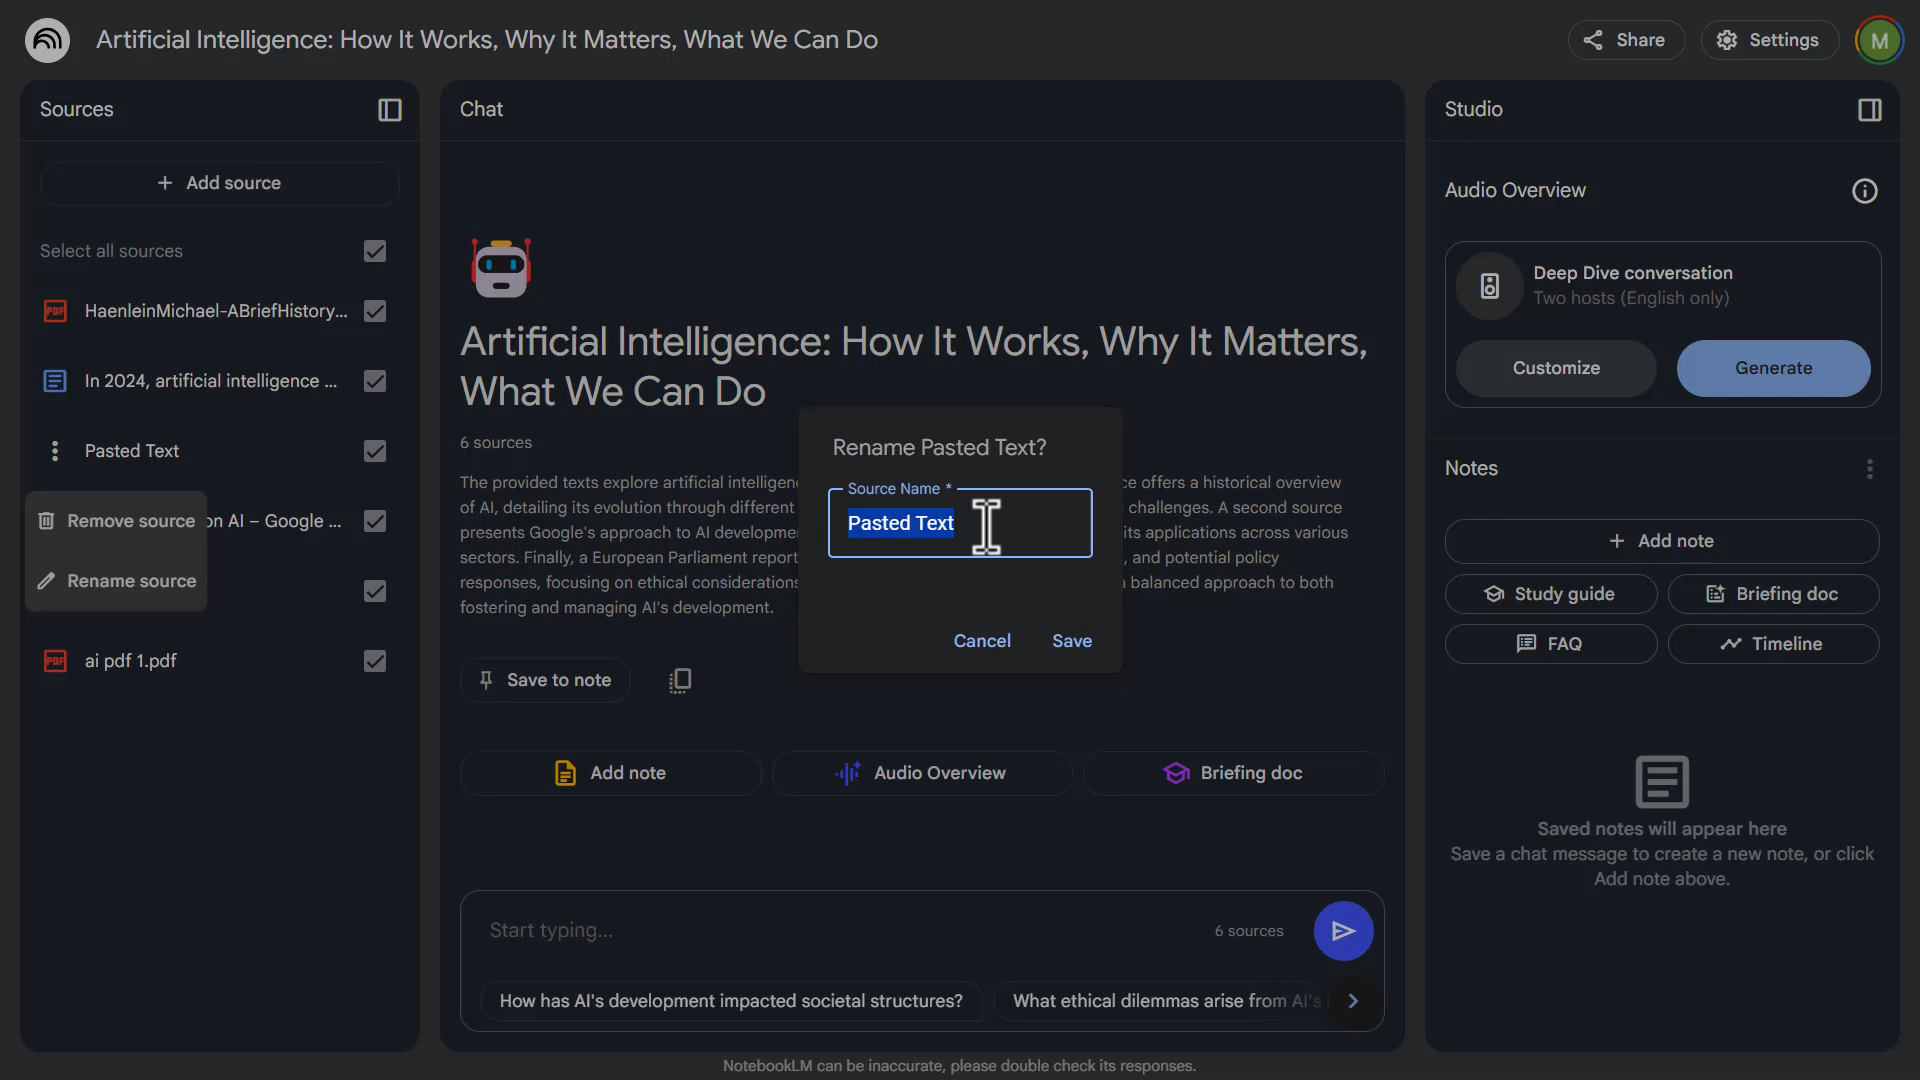 Artificial Intelligence: How It Works, Why It Matters, What We Can Do
Share
Settings
M
Sources
Add source
Select all sources
PDF
HaenleinMichael-ABriefHistory...
In 2024, artificial intelligence ...
Pasted Text
Remove source
on AI – Google ...
Rename source
PDF
ai pdf 1.pdf
Chat
Artificial Intelligence: How It Works, Why It Matters,
What We Can Do
6 sources
The provided texts explore artificial intelligen
ce offers a historical overview
of AI, detailing its evolution through different
challenges. A second source
presents Google's approach to AI developme
its applications across various
sectors. Finally, a European Parliament report
, and potential policy
responses, focusing on ethical considerations
a balanced approach to both
fostering and managing AI's development.
Rename Pasted Text?
Source Name *
Pasted Text
Cancel
Save
Save to note
Add note
Audio Overview
Briefing doc
Start typing...
6 sources
How has AI's development impacted societal structures?
What ethical dilemmas arise from AI's
Studio
Audio Overview
Deep Dive conversation
Two hosts (English only)
Customize
Generate
Notes
Add note
Study guide
Briefing doc
FAQ
Timeline
Saved notes will appear here
Save a chat message to create a new note, or click
Add note above.
NotebookLM can be inaccurate, please double check its responses.